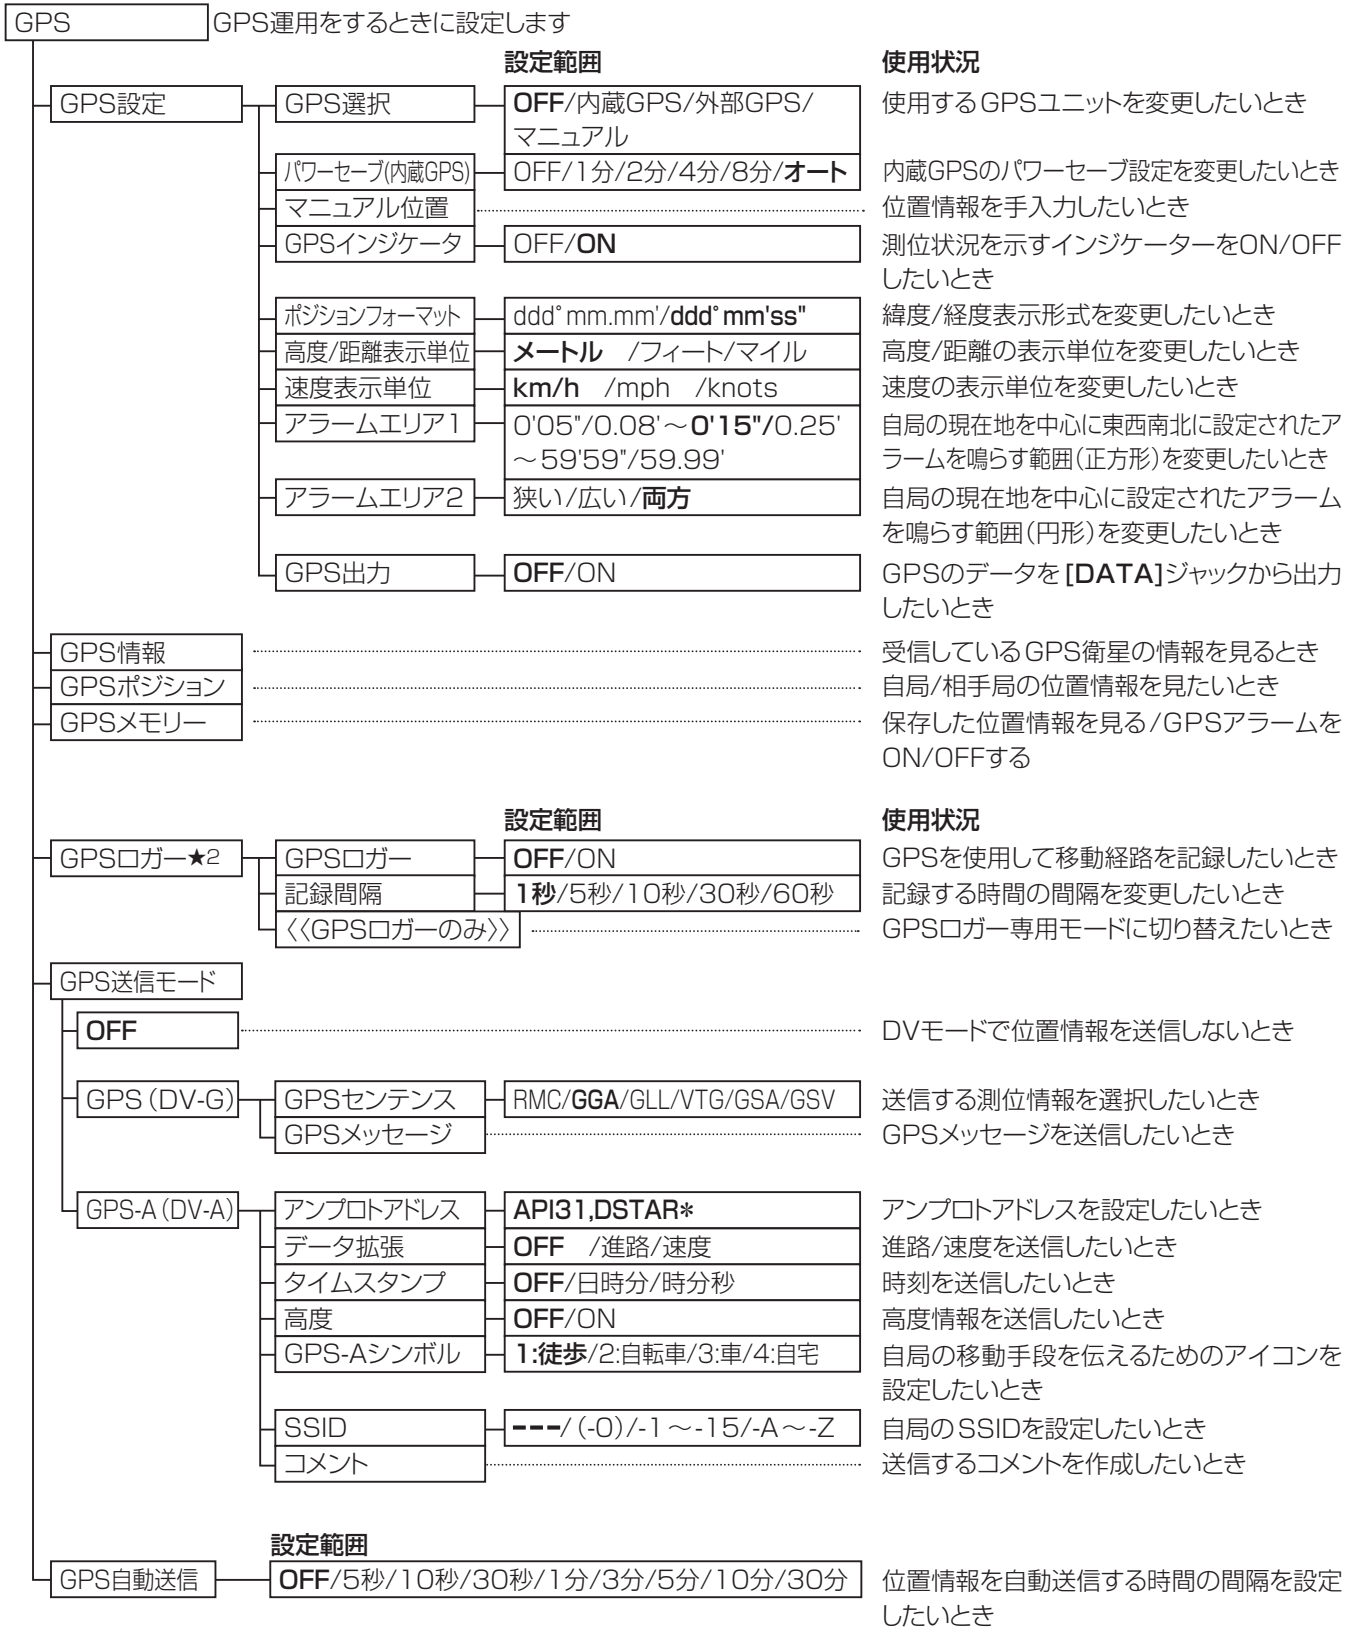 GPS GPS運用をするときに設定します
設定範囲 使用状況
GPS設定 GPS選択 OFF/内蔵GPS/外部GPS/ 使用するGPSユニットを変更したいとき
マニュアル
パワーセーブ(内蔵GPS) OFF/1分/2分/4分/8分/オート 内蔵GPSのパワーセーブ設定を変更したいとき
マニュアル位置 位置情報を手入力したいとき
GPSインジケータ OFF/ON 測位状況を示すインジケーターをON/OFF
したいとき
ポジションフォーマット ddd°mm.mm'/ddd°mm'ss" 緯度/経度表示形式を変更したいとき
高度/距離表示単位 メートル /フィート/マイル 高度/距離の表示単位を変更したいとき
速度表示単位 km/h /mph /knots 速度の表示単位を変更したいとき
アラームエリア1 0'05"/0.08'～0'15"/0.25' 自局の現在地を中心に東西南北に設定されたア
～59'59"/59.99' ラームを鳴らす範囲(正方形)を変更したいとき
アラームエリア2 狭い/広い/両方 自局の現在地を中心に設定されたアラーム
を鳴らす範囲(円形)を変更したいとき
GPS出力 OFF/ON GPSのデータを[DATA]ジャックから出力
したいとき
GPS情報 受信しているGPS衛星の情報を見るとき
GPSポジション 自局/相手局の位置情報を見たいとき
GPSメモリー 保存した位置情報を見る/GPSアラームを
ON/OFFする
設定範囲 使用状況
GPSロガー★2 GPSロガー OFF/ON GPSを使用して移動経路を記録したいとき
記録間隔 1秒/5秒/10秒/30秒/60秒 記録する時間の間隔を変更したいとき
〈〈GPSロガーのみ〉〉 GPSロガー専用モードに切り替えたいとき
GPS送信モード
OFF DVモードで位置情報を送信しないとき
GPS(DV-G) GPSセンテンス RMC/GGA/GLL/VTG/GSA/GSV 送信する測位情報を選択したいとき
GPSメッセージ GPSメッセージを送信したいとき
GPS-A(DV-A) アンプロトアドレス API31,DSTAR* アンプロトアドレスを設定したいとき
データ拡張 OFF /進路/速度 進路/速度を送信したいとき
タイムスタンプ OFF/日時分/時分秒 時刻を送信したいとき
高度 OFF/ON 高度情報を送信したいとき
GPS-Aシンボル 1:徒歩/2:自転車/3:車/4:自宅 自局の移動手段を伝えるためのアイコンを
設定したいとき
SSID ---/(-0)/-1～-15/-A～-Z 自局のSSIDを設定したいとき
コメント 送信するコメントを作成したいとき
設定範囲
GPS自動送信 OFF/5秒/10秒/30秒/1分/3分/5分/10分/30分 位置情報を自動送信する時間の間隔を設定
したいとき